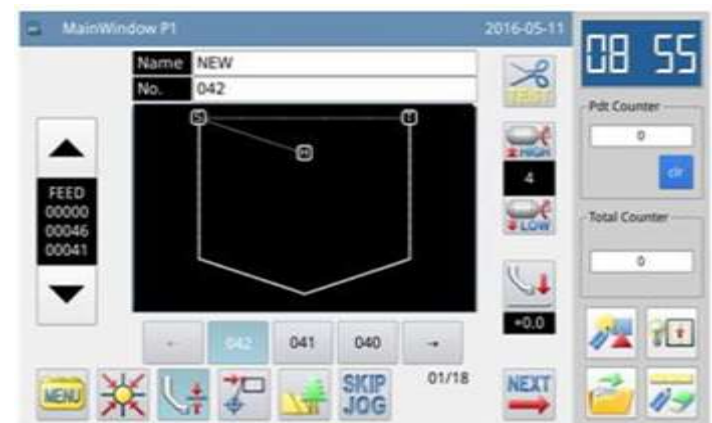 MainWindow P1
2016-05-11
08 55
Name NEW
No. 042
TEST
HIGH
4
LOW
+0.0
FEED
00000
00046
00041
S
T
H
Pdt Counter
0
clr
Total Counter
0
←
042
041
040
→
01/18
MENU
SKIP
JOG
NEXT